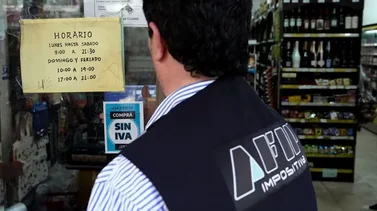 HORARIO
LUNES HASTA SABADO
9:00 A 21:30
DOMINGO Y FERIADO
10:00 A 14:00
17:00 A 21:00
COMPRÁ
SIN
IVA
AFIP
IMPOSITIVA